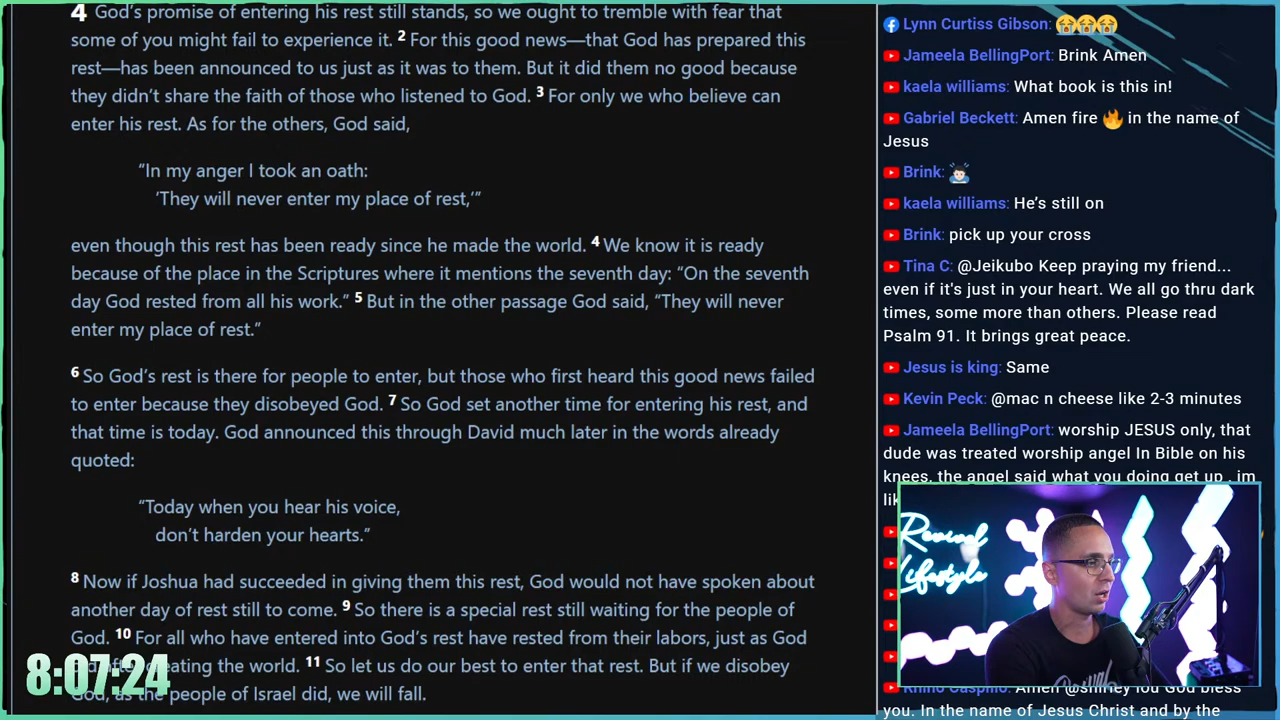 4 God's promise of entering his rest still stands, so we ought to tremble with fear that
some of you might fail to experience it. 2 For this good news—that God has prepared this
rest—has been announced to us just as it was to them. But it did them no good because
they didn't share the faith of those who listened to God. 3 For only we who believe can
enter his rest. As for the others, God said,
"In my anger I took an oath:
'They will never enter my place of rest,'"
even though this rest has been ready since he made the world. 4 We know it is ready
because of the place in the Scriptures where it mentions the seventh day: "On the seventh
day God rested from all his work." 5 But in the other passage God said, "They will never
enter my place of rest."
6 So God's rest is there for people to enter, but those who first heard this good news failed
to enter because they disobeyed God. 7 So God set another time for entering his rest, and
that time is today. God announced this through David much later in the words already
quoted:
"Today when you hear his voice,
don't harden your hearts."
8 Now if Joshua had succeeded in giving them this rest, God would not have spoken about
another day of rest still to come. 9 So there is a special rest still waiting for the people of
God. 10 For all who have entered into God's rest have rested from their labors, just as God
creating the world. 11 So let us do our best to enter that rest. But if we disobey
God, as the people of Israel did, we will fall.
8:07:24
Lynn Curtiss Gibson: 😭😭😭
Jameela BellingPort: Brink Amen
kaela williams: What book is this in!
Gabriel Beckett: Amen fire 🔥 in the name of
Jesus
Brink: 🙇🏻
kaela williams: He's still on
Brink: pick up your cross
Tina C: @Jeikubo Keep praying my friend...
even if it's just in your heart. We all go thru dark
times, some more than others. Please read
Psalm 91. It brings great peace.
Jesus is king: Same
Kevin Peck: @mac n cheese like 2-3 minutes
Jameela BellingPort: worship JESUS only, that
dude was treated worship angel In Bible on his
knees, the angel said what you doing get up , im
Revival
Lifestyle
Amen @shirley lou God bless
you. In the name of Jesus Christ and by the